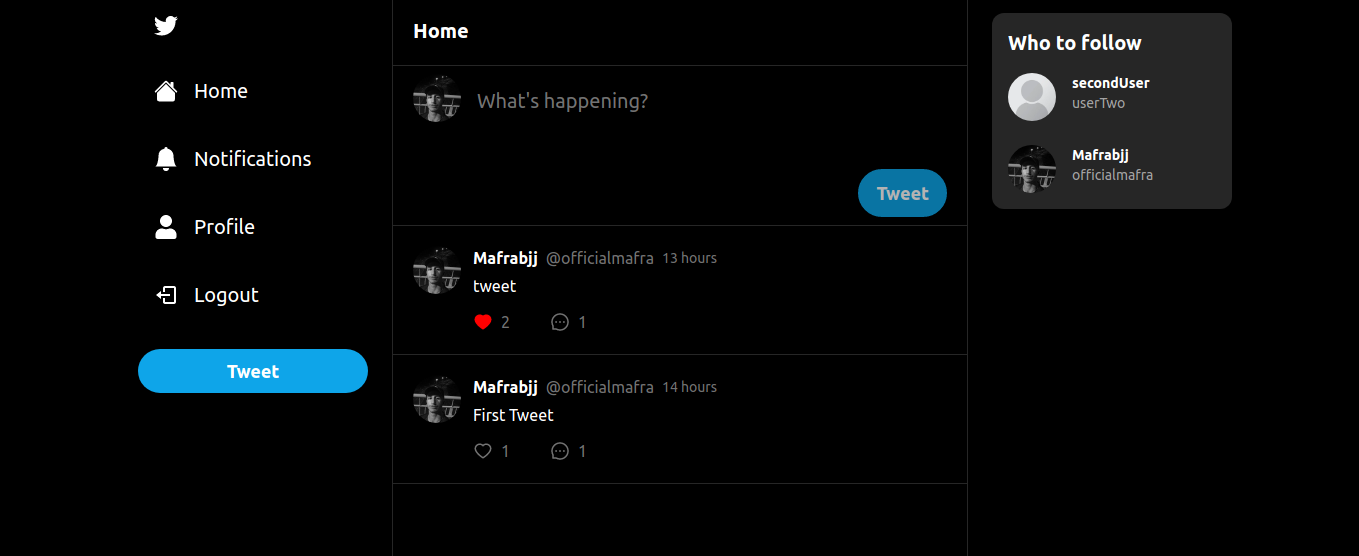 Home
Notifications
Profile
Logout
Tweet
Home
What's happening?
Tweet
Mafrabjj @officialmafra 13 hours
tweet
2 1
Mafrabjj @officialmafra 14 hours
First Tweet
1 1
Who to follow
secondUser
userTwo
Mafrabjj
officialmafra